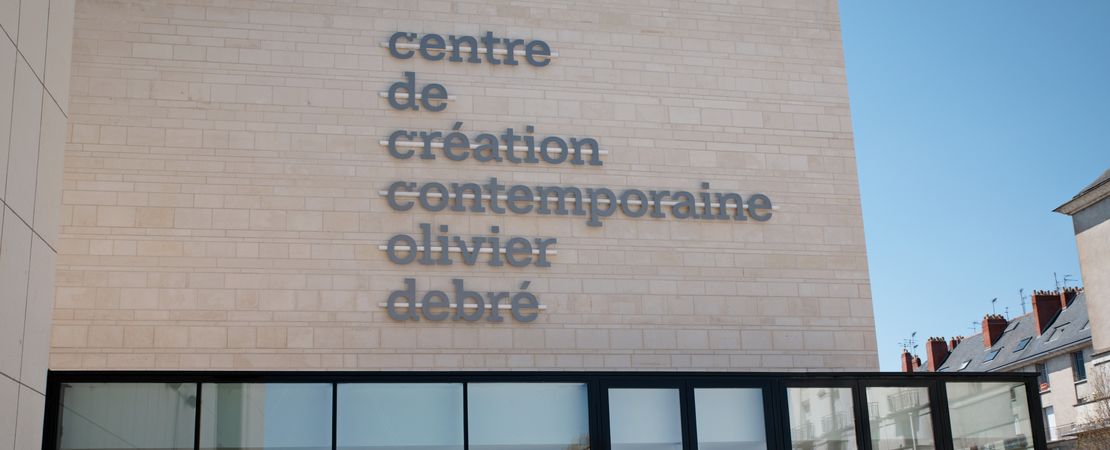 centre
de
création
contemporaine
olivier
debré